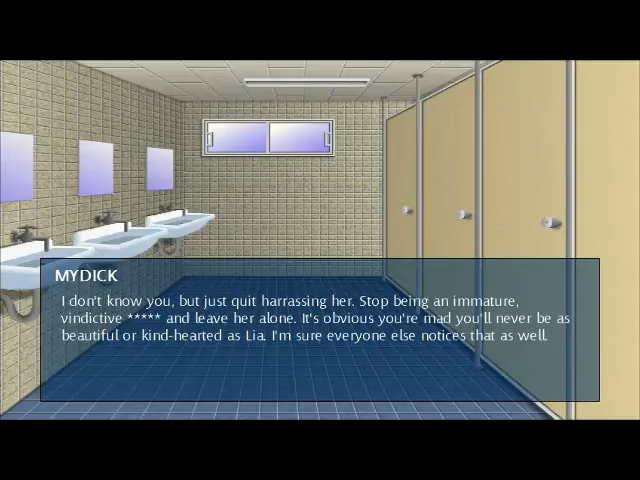 MYDICK
I don't know you, but just quit harrassing her. Stop being an immature,
vindictive ***** and leave her alone. It's obvious you're mad you'll never be as
beautiful or kind-hearted as Lia. I'm sure everyone else notices that as well.